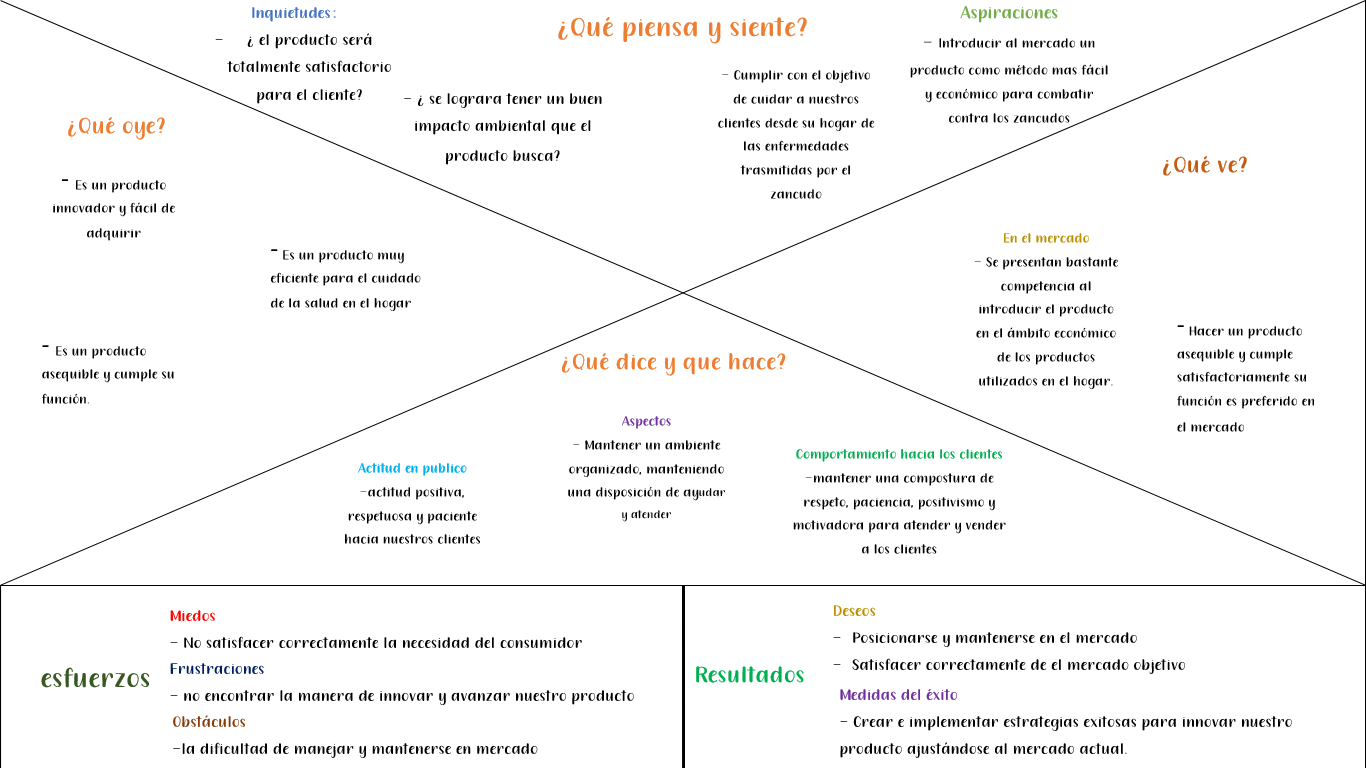 Inquietudes:
- ¿ el producto será
totalmente satisfactorio
para el cliente?
¿Qué piensa y siente?
- ¿ se lograra tener un buen
impacto ambiental que el
producto busca?
- Cumplir con el objetivo
de cuidar a nuestros
clientes desde su hogar de
las enfermedades
trasmitidas por el
zancudo
Aspiraciones
- Introducir al mercado un
producto como método mas fácil
y económico para combatir
contra los zancudos
¿Qué oye?
- Es un producto
innovador y fácil de
adquirir
- Es un producto muy
eficiente para el cuidado
de la salud en el hogar
- Es un producto
asequible y cumple su
función.
¿Qué ve?
En el mercado
- Se presentan bastante
competencia al
introducir el producto
en el ámbito económico
de los productos
utilizados en el hogar.
- Hacer un producto
asequible y cumple
satisfactoriamente su
función es preferido en
el mercado
¿Qué dice y que hace?
Actitud en publico
-actitud positiva,
respetuosa y paciente
hacia nuestros clientes
Aspectos
- Mantener un ambiente
organizado, manteniendo
una disposición de ayudar
y atender
Comportamiento hacia los clientes
-mantener una compostura de
respeto, paciencia, positivismo y
motivadora para atender y vender
a los clientes
esfuerzos
Miedos
- No satisfacer correctamente la necesidad del consumidor
Frustraciones
- no encontrar la manera de innovar y avanzar nuestro producto
Obstáculos
-la dificultad de manejar y mantenerse en mercado
Resultados
Deseos
- Posicionarse y mantenerse en el mercado
- Satisfacer correctamente de el mercado objetivo
Medidas del éxito
- Crear e implementar estrategias exitosas para innovar nuestro
producto ajustándose al mercado actual.